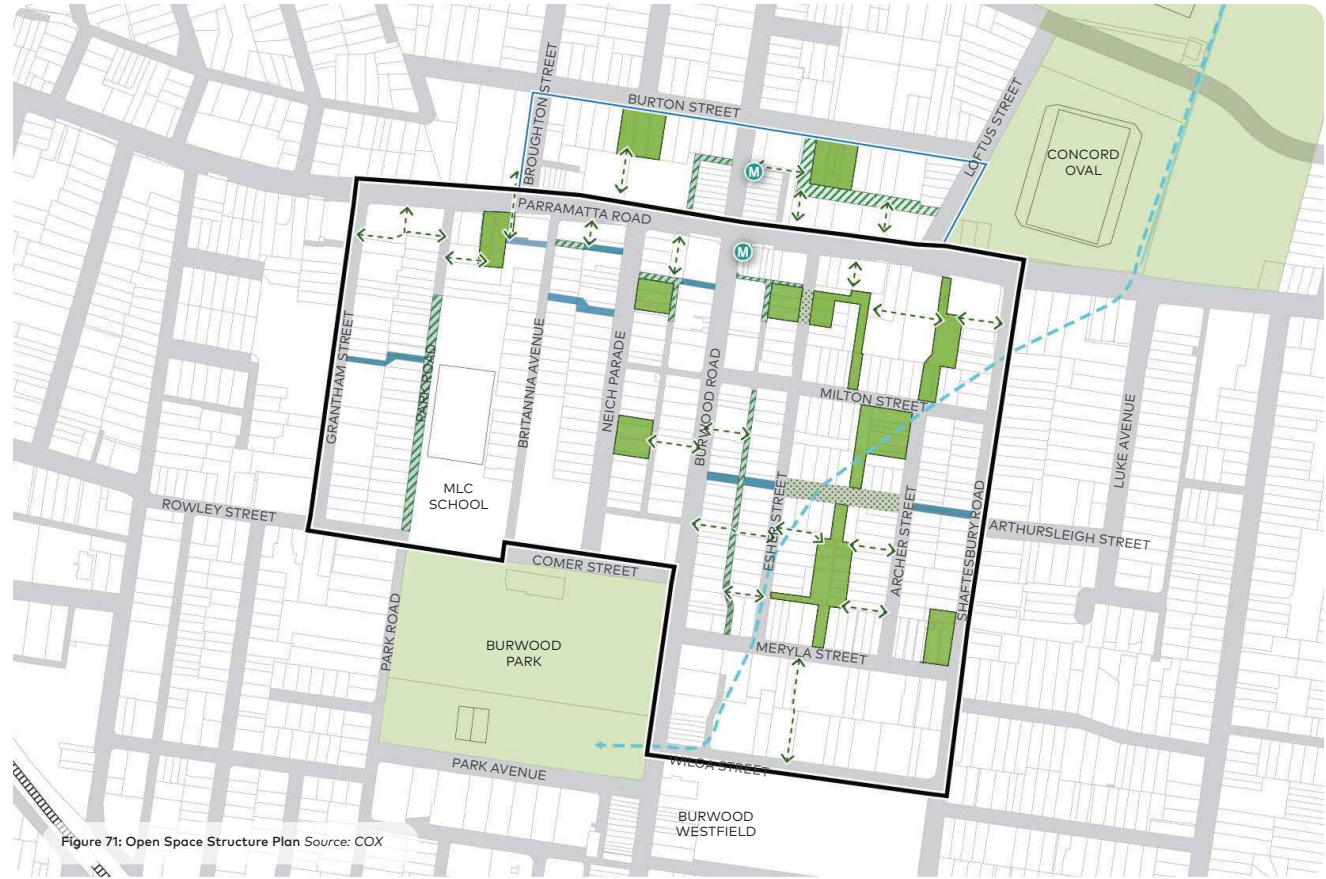 BROUGHTON STREET
BURTON STREET
LOFTUS STREET
CONCORD
OVAL
M
PARRAMATTA ROAD
M
GRANTHAM STREET
PARK ROAD
BRITANNIA AVENUE
NEICH PARADE
BURWOOD ROAD
MILTON STREET
LUKE AVENUE
MLC
SCHOOL
ROWLEY STREET
ESHER STREET
ARCHER STREET
SHAFTESBURY ROAD
ARTHURSLEIGH STREET
COMER STREET
PARK ROAD
BURWOOD
PARK
MERYLA STREET
PARK AVENUE
WILGA STREET
BURWOOD
WESTFIELD
Figure 71: Open Space Structure Plan Source: COX